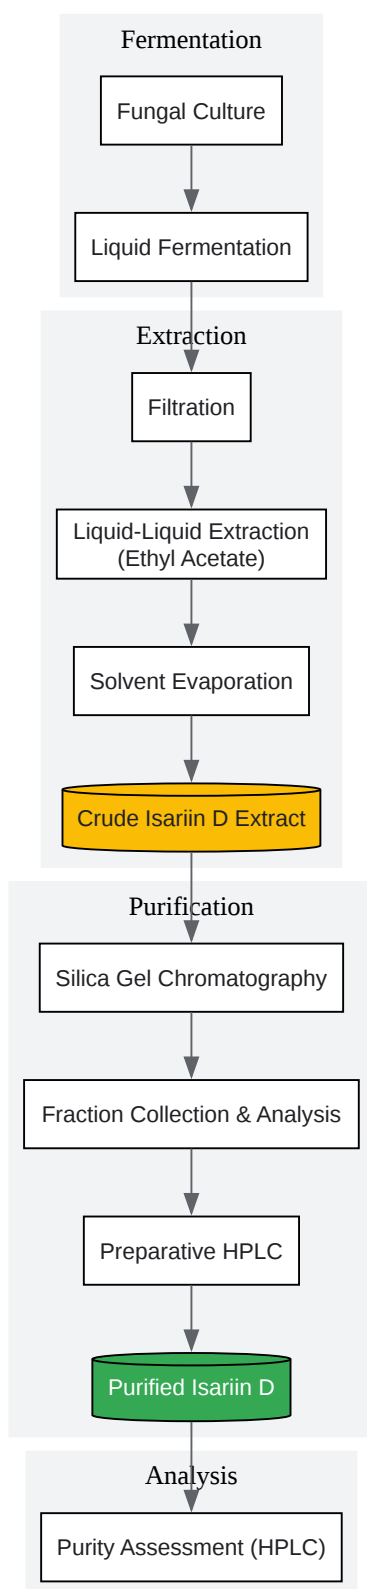 Fermentation
Fungal Culture
Liquid Fermentation
Extraction
Filtration
Liquid-Liquid Extraction
(Ethyl Acetate)
Solvent Evaporation
Crude Isariin D Extract
Purification
Silica Gel Chromatography
Fraction Collection & Analysis
Preparative HPLC
Purified Isariin D
Analysis
Purity Assessment (HPLC)